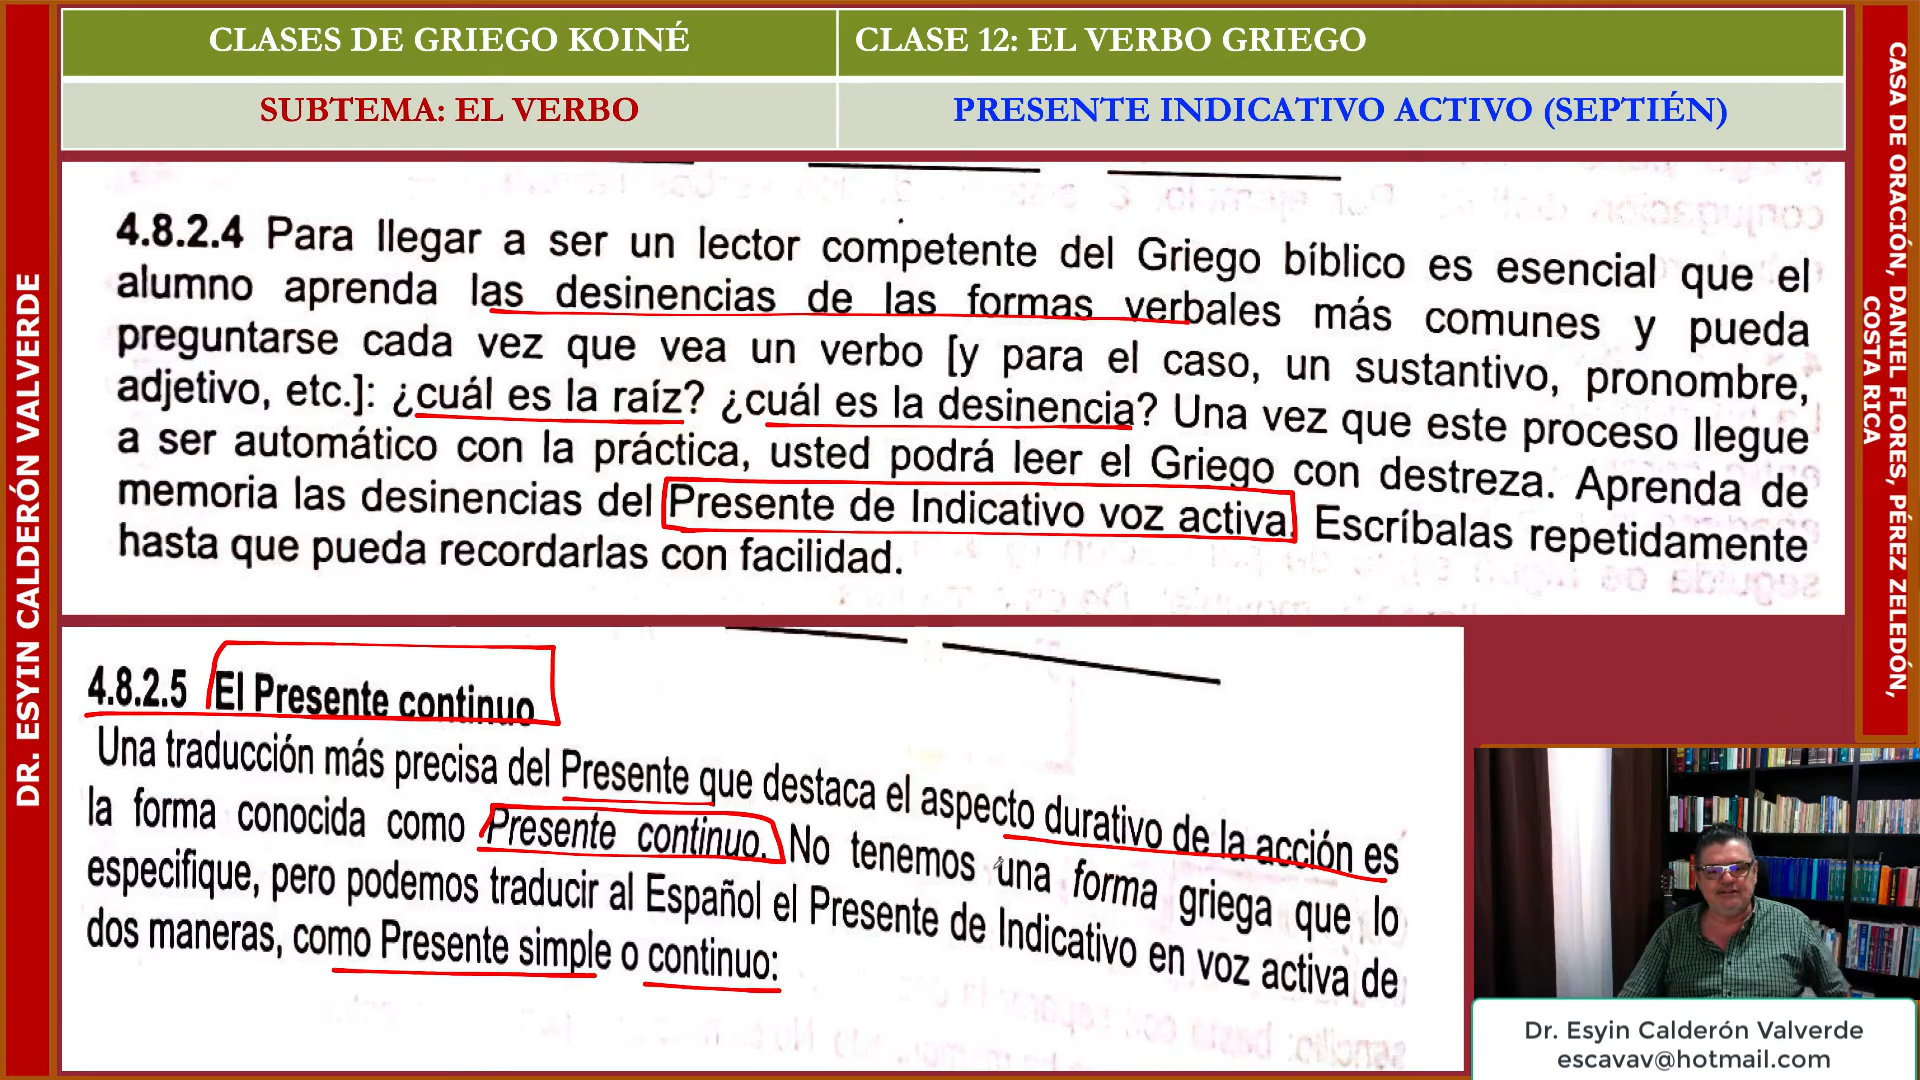 CLASES DE GRIEGO KOINÉ
CLASE 12: EL VERBO GRIEGO
SUBTEMA: EL VERBO
PRESENTE INDICATIVO ACTIVO (SEPTIÉN)
DR. ESYIN CALDERÓN VALVERDE
CASA DE ORACIÓN, DANIEL FLORES, PÉREZ ZELEDÓN,
COSTA RICA
4.8.2.4 Para llegar a ser un lector competente del Griego bíblico es esencial que el
alumno aprenda las desinencias de las formas verbales más comunes y pueda
preguntarse cada vez que vea un verbo [y para el caso, un sustantivo, pronombre,
adjetivo, etc.]: ¿cuál es la raíz? ¿cuál es la desinencia? Una vez que este proceso llegue
a ser automático con la práctica, usted podrá leer el Griego con destreza. Aprenda de
memoria las desinencias del Presente de Indicativo voz activa. Escríbalas repetidamente
hasta que pueda recordarlas con facilidad.
4.8.2.5 El Presente continuo
Una traducción más precisa del Presente que destaca el aspecto durativo de la acción es
la forma conocida como Presente continuo. No tenemos una forma griega que lo
especifique, pero podemos traducir al Español el Presente de Indicativo en voz activa de
dos maneras, como Presente simple o continuo:
Dr. Esyin Calderón Valverde
escavav@hotmail.com